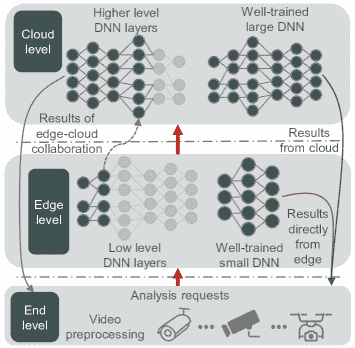 Cloud
level
Higher level
DNN layers
Well-trained
large DNN
Results of
edge-cloud
collaboration
Results
from cloud
Edge
level
Low level
DNN layers
Well-trained
small DNN
Results
directly
from
edge
End
level
Analysis requests
Video
preprocessing